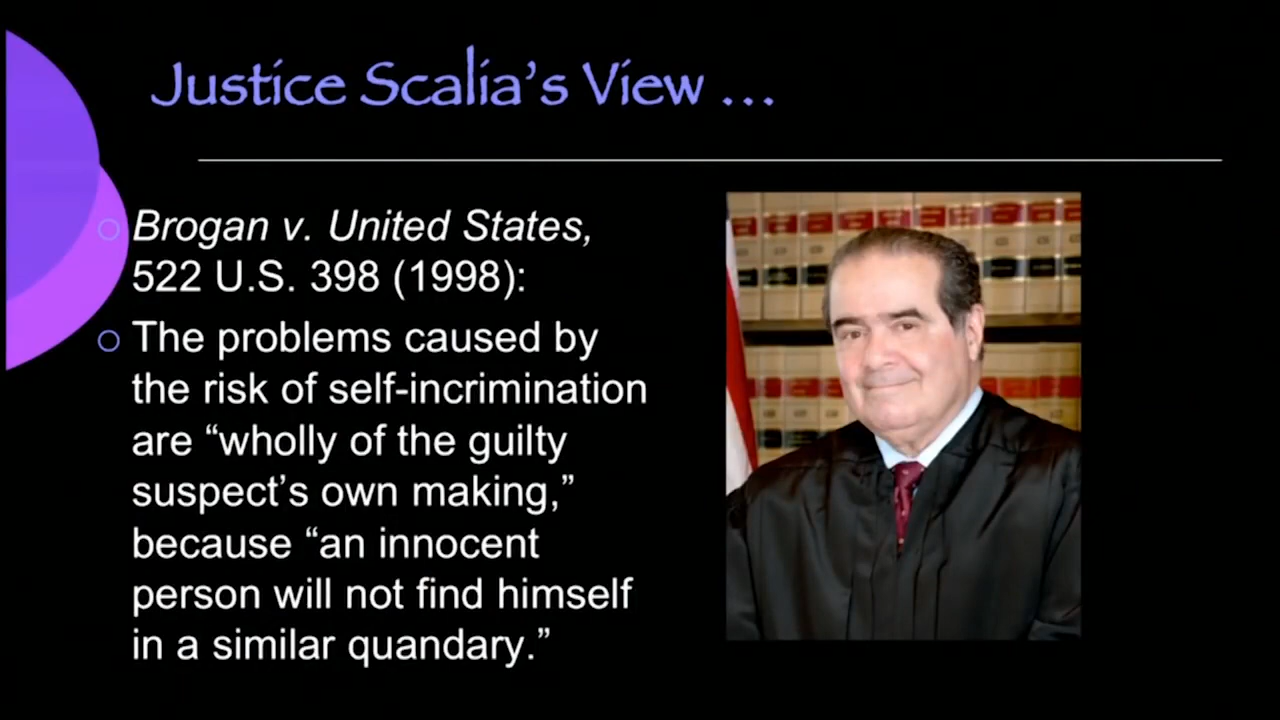 Justice Scalia's View ...
Brogan v. United States,
522 U.S. 398 (1998):
The problems caused by
the risk of self-incrimination
are “wholly of the guilty
suspect's own making,”
because “an innocent
person will not find himself
in a similar quandary.”